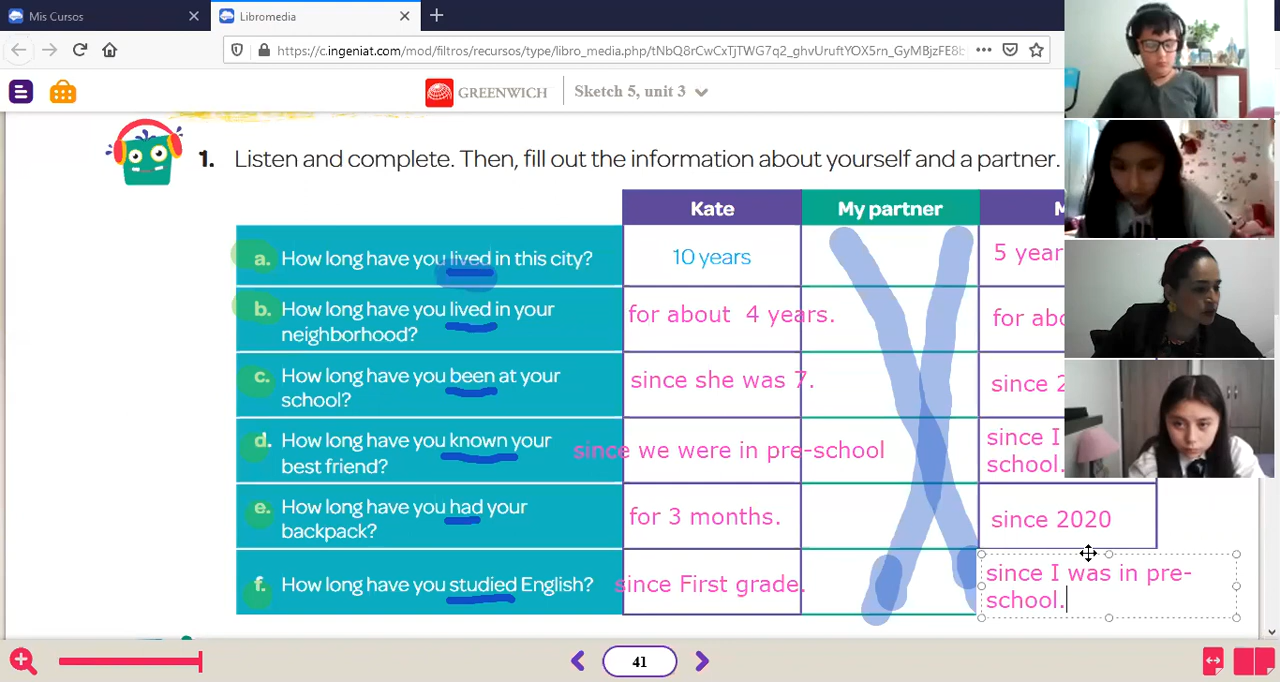 Mis Cursos
Libromedia
https://c.ingeniat.com/mod/filtros/recursos/type/libro_media.php/tNbQ8rCwCxTjTWG7q2_ghvUruftYOX5rn_GyMBjzFE8
GREENWICH
Sketch 5, unit 3
1. Listen and complete. Then, fill out the information about yourself and a partner.
Kate
My partner
a. How long have you lived in this city?
10 years
5 year
b. How long have you lived in your
neighborhood?
for about 4 years.
for abo
c. How long have you been at your
school?
since she was 7.
since 2
d. How long have you known your
best friend?
since we were in pre-school
since I
school.
e. How long have you had your
backpack?
for 3 months.
since 2020
f. How long have you studied English?
since First grade.
since I was in pre-
school.
41